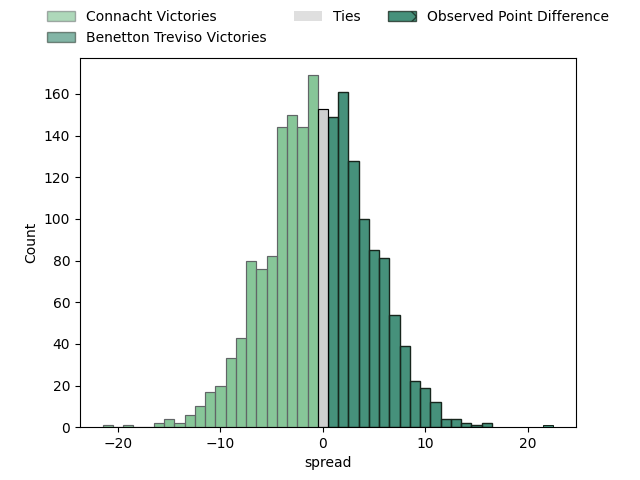 Connacht Victories
Ties
Observed Point Difference
Benetton Treviso Victories
160
140
120
100
80
60
40
20
0
Count
−20
−10
0
10
20
spread